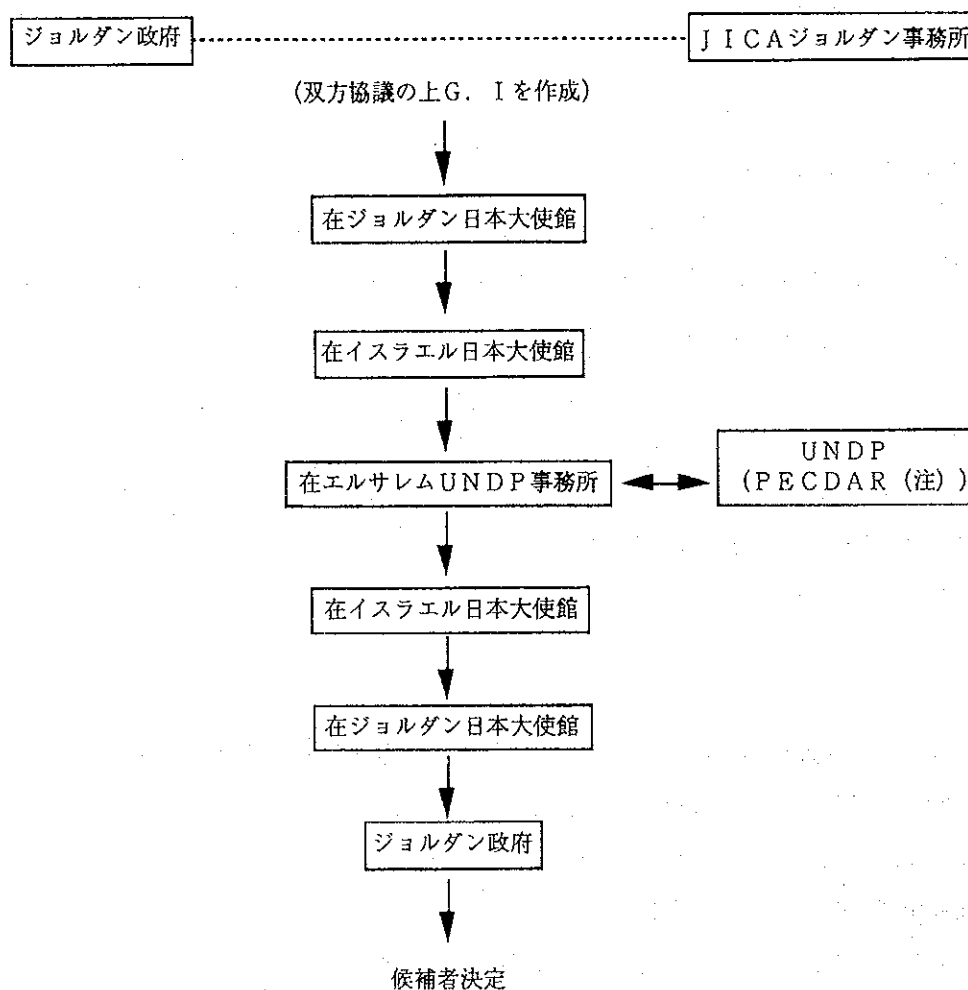 ジョルダン政府
ＪＩＣＡジョルダン事務所
(双方協議の上Ｇ．Ｉを作成)
在ジョルダン日本大使館
在イスラエル日本大使館
在エルサレムＵＮＤＰ事務所
ＵＮＤＰ
(ＰＥＣＤＡＲ (注) )
在イスラエル日本大使館
在ジョルダン日本大使館
ジョルダン政府
候補者決定